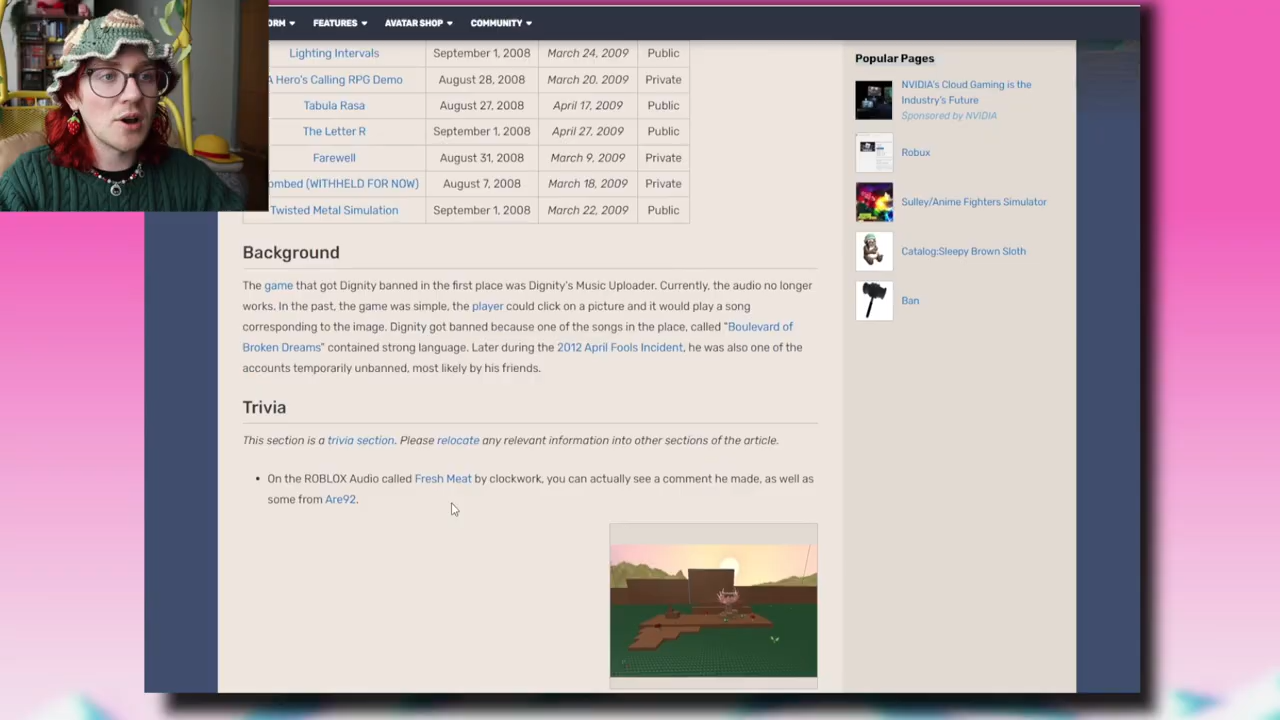 ORM FEATURES AVATAR SHOP COMMUNITY
Lighting Intervals September 1, 2008 March 24, 2009 Public
A Hero's Calling RPG Demo August 28, 2008 March 20, 2009 Private
Tabula Rasa August 27, 2008 April 17, 2009 Public
The Letter R September 1, 2008 April 27, 2009 Public
Farewell August 31, 2008 March 9, 2009 Private
ombed (WITHHELD FOR NOW) August 7, 2008 March 18, 2009 Private
Twisted Metal Simulation September 1, 2008 March 22, 2009 Public
Background
The game that got Dignity banned in the first place was Dignity's Music Uploader. Currently, the audio no longer
works. In the past, the game was simple, the player could click on a picture and it would play a song
corresponding to the image. Dignity got banned because one of the songs in the place, called "Boulevard of
Broken Dreams" contained strong language. Later during the 2012 April Fools Incident, he was also one of the
accounts temporarily unbanned, most likely by his friends.
Trivia
This section is a trivia section. Please relocate any relevant information into other sections of the article.
• On the ROBLOX Audio called Fresh Meat by clockwork, you can actually see a comment he made, as well as
some from Are92.
Popular Pages
NVIDIA's Cloud Gaming is the
Industry's Future
Sponsored by NVIDIA
Robux
Sulley/Anime Fighters Simulator
Catalog:Sleepy Brown Sloth
Ban